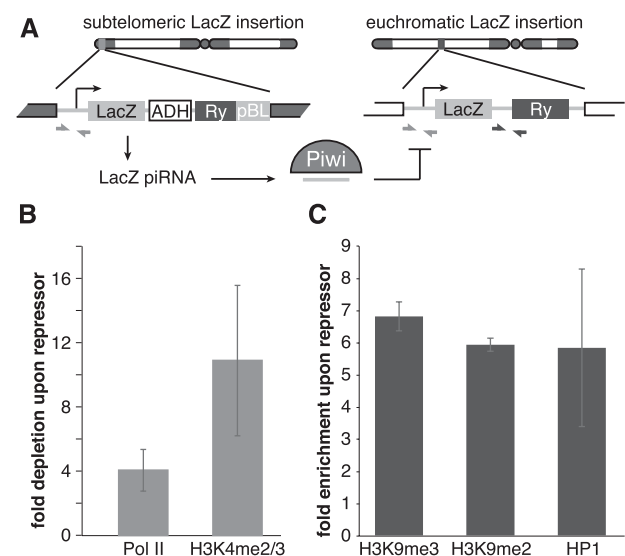 A
subtelomeric LacZ insertion
euchromatic LacZ insertion
LacZ ADH Ry pBL
LacZ Ry
LacZ piRNA
Piwi
B
fold depletion upon repressor
16
12
8
4
0
Pol II H3K4me2/3
C
fold enrichment upon repressor
9
8
7
6
5
4
3
2
1
0
H3K9me3 H3K9me2 HP1